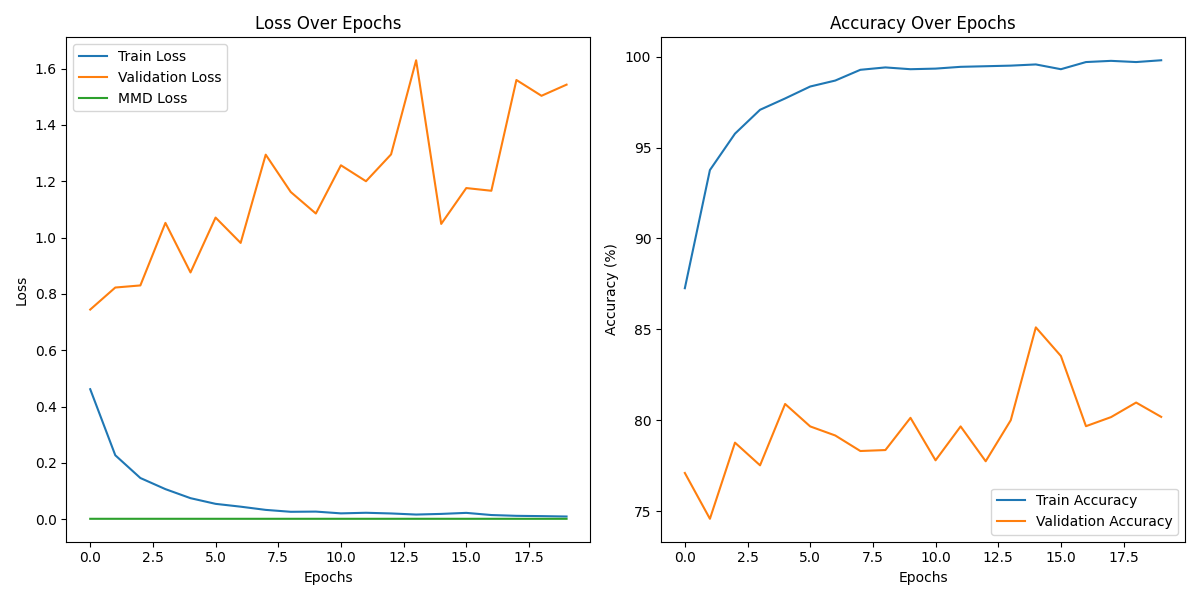 Loss Over Epochs
Train Loss
Validation Loss
MMD Loss
1.6
1.4
1.2
1.0
0.8
0.6
0.4
0.2
0.0
Loss
0.0 2.5 5.0 7.5 10.0 12.5 15.0 17.5
Epochs
Accuracy Over Epochs
100
95
90
85
80
75
Accuracy (%)
Train Accuracy
Validation Accuracy
0.0 2.5 5.0 7.5 10.0 12.5 15.0 17.5
Epochs